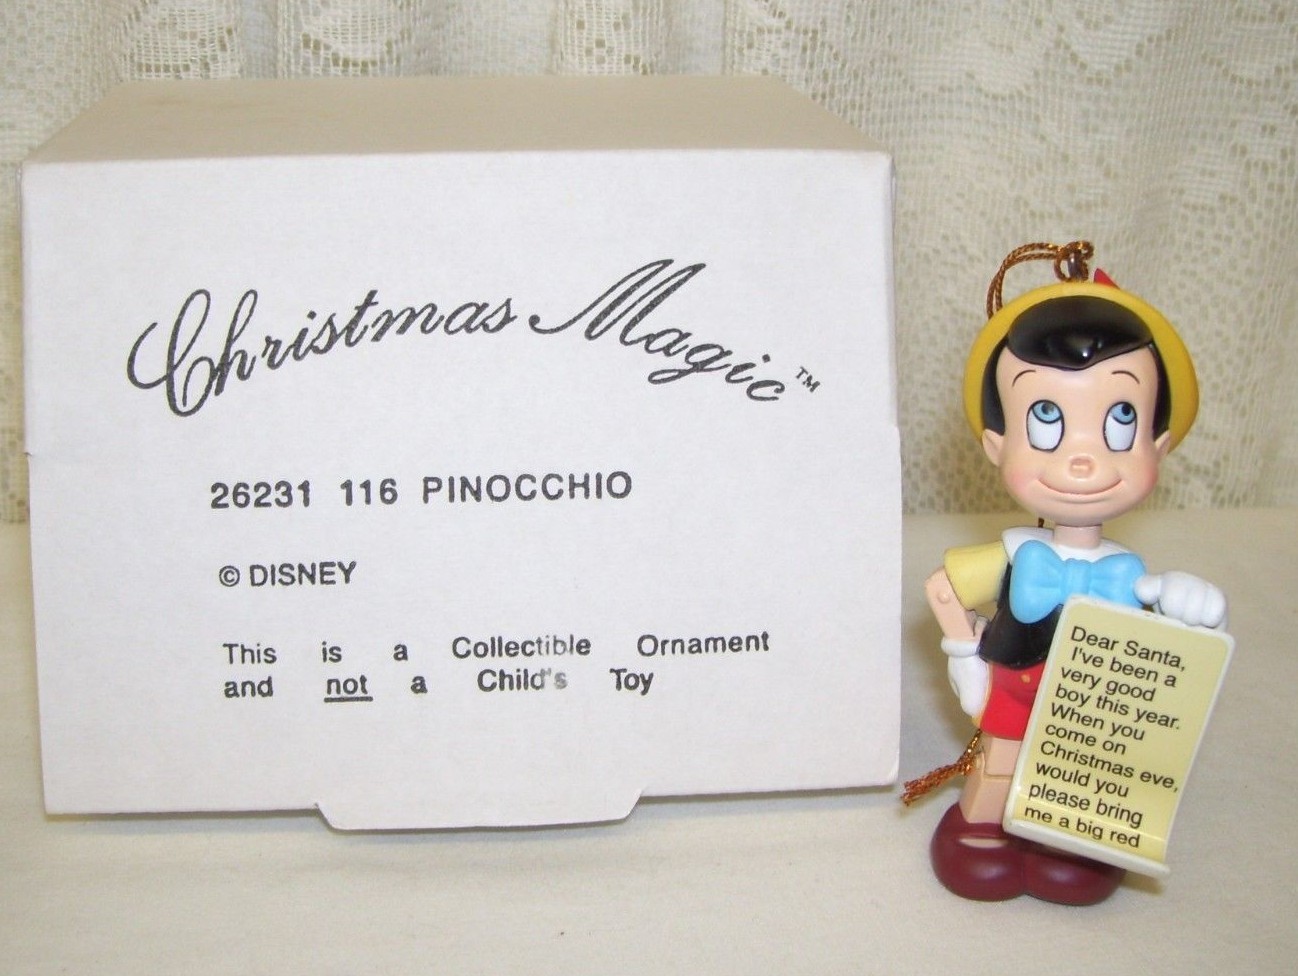 Christmas Magic™
26231 116 PINOCCHIO
© DISNEY
This is a Collectible Ornament
and not a Child's Toy
Dear Santa,
I've been a
very good
boy this year.
When you
come on
Christmas eve,
would you
please bring
me a big red